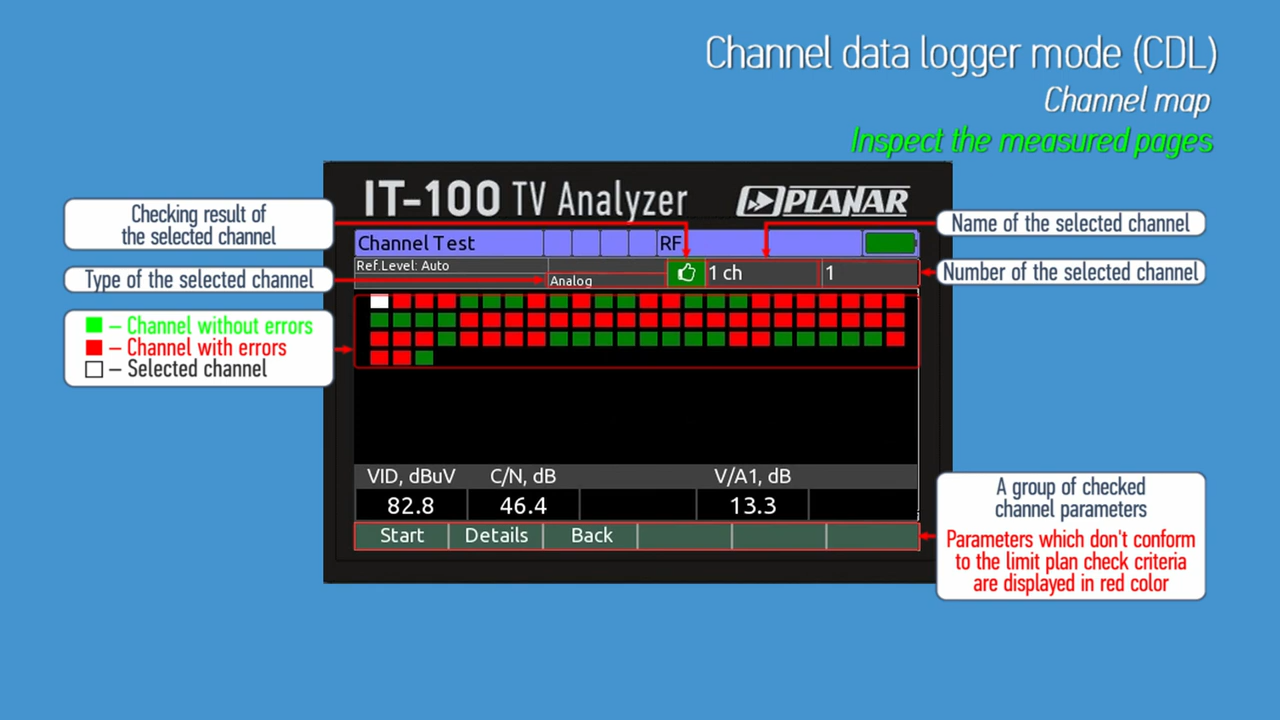 Channel data logger mode (CDL)
Channel map
Inspect the measured pages
IT-100 TV Analyzer
PLANAR
Checking result of
the selected channel
Type of the selected channel
– Channel without errors
– Channel with errors
– Selected channel
Name of the selected channel
Number of the selected channel
Channel Test
RF
Ref.Level: Auto
Analog
1 ch
1
VID, dBuV
C/N, dB
V/A1, dB
82.8
46.4
13.3
Start
Details
Back
A group of checked
channel parameters
Parameters which don't conform
to the limit plan check criteria
are displayed in red color